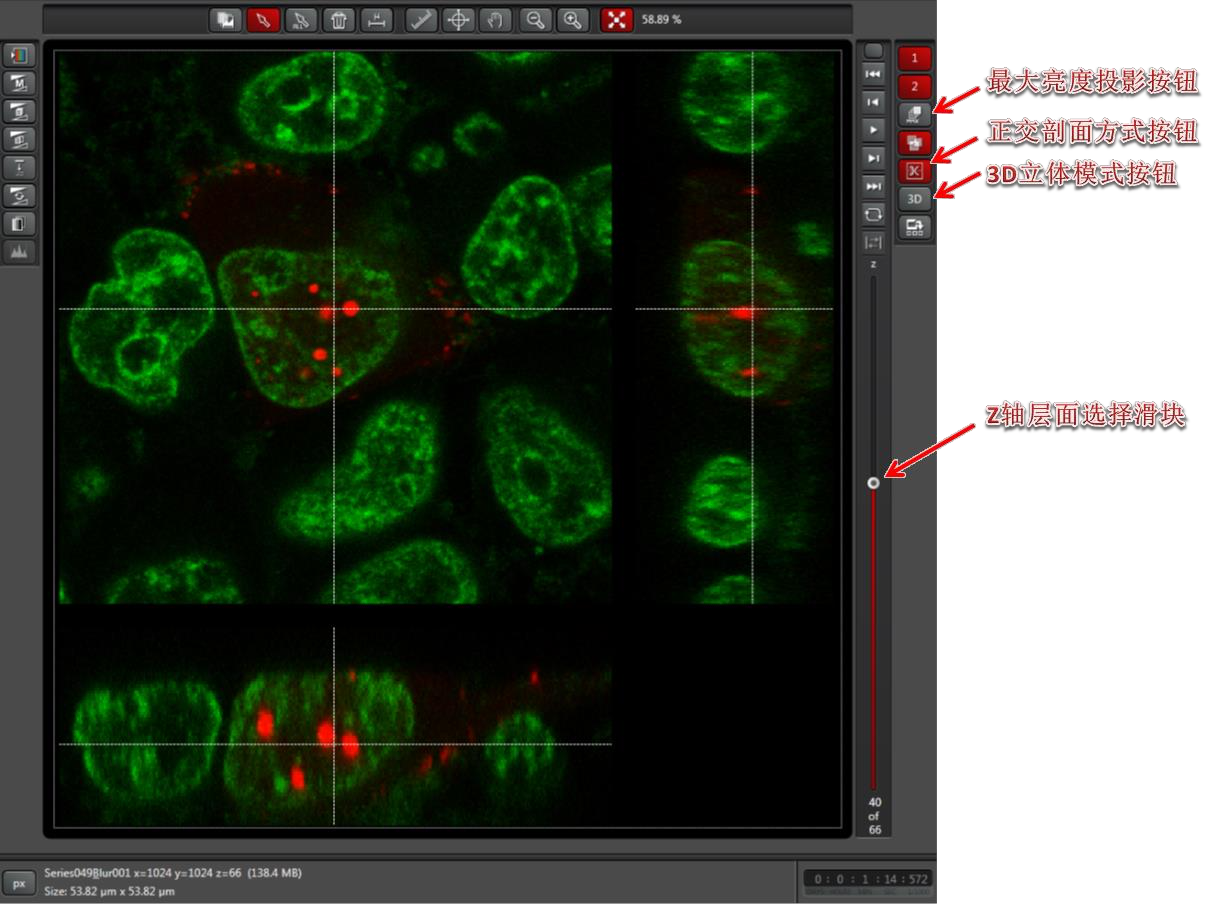 58.89 %
1
2
MAX
3D
最大亮度投影按钮
正交剖面方式按钮
3D立体模式按钮
Z
Z轴层面选择滑块
40
of
66
px
Series049Blur001 x=1024 y=1024 z=66 (138.4 MB)
Size: 53.82 µm x 53.82 µm
0 : 0 : 1 : 14 : 572